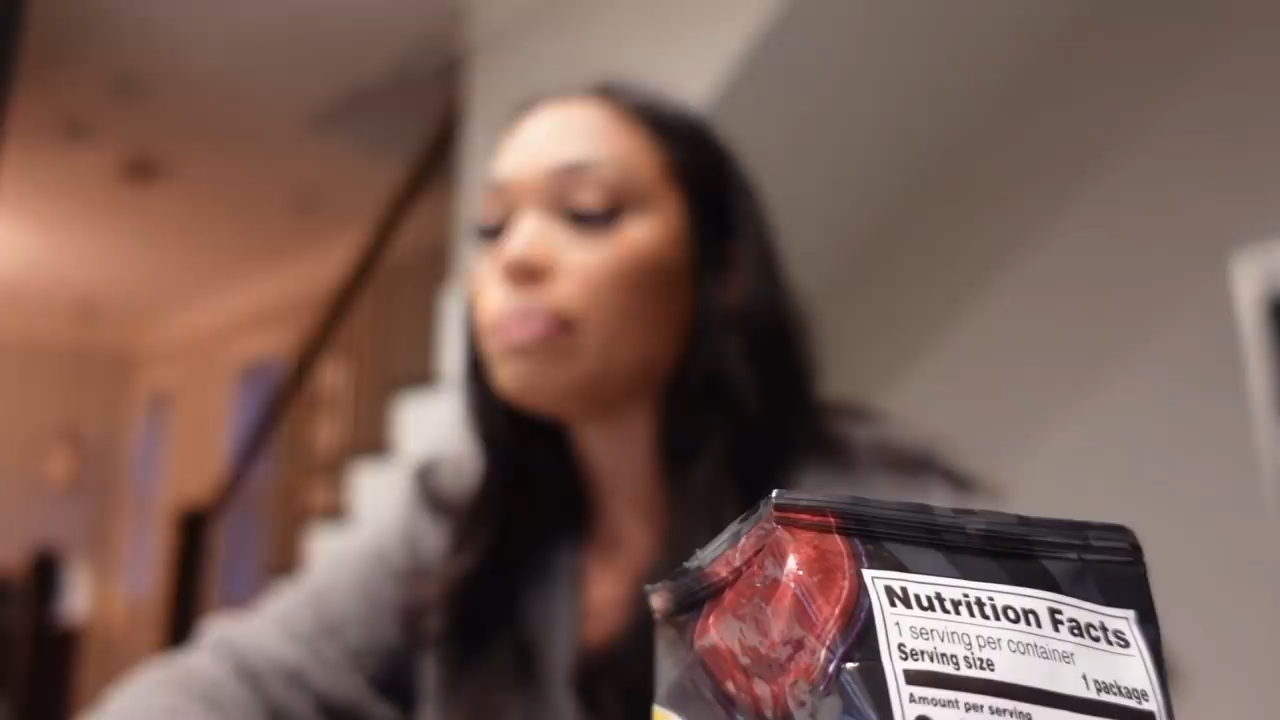 Nutrition Facts
1 serving per container
Serving size 1 package
Amount per serving